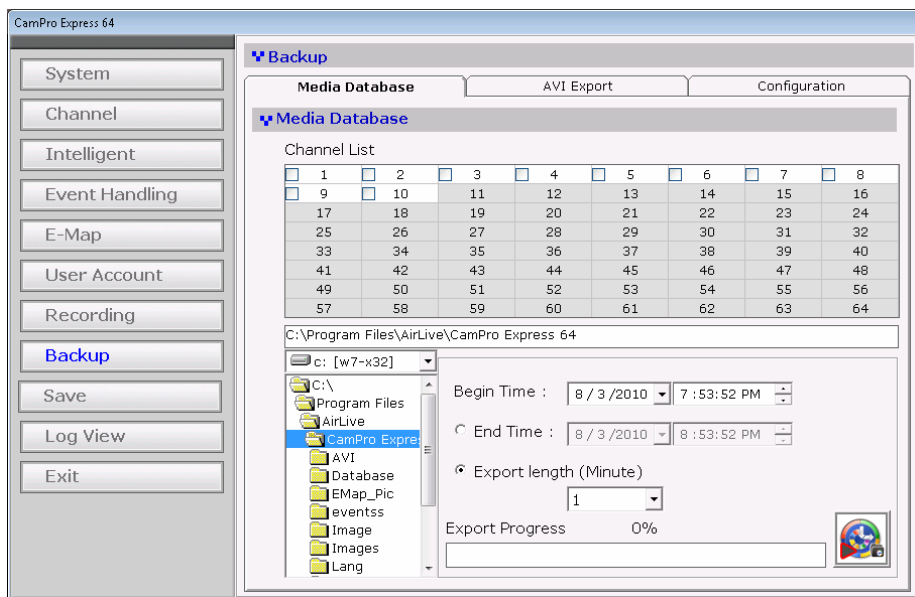 CamPro Express 64
System
Channel
Intelligent
Event Handling
E-Map
User Account
Recording
Backup
Save
Log View
Exit
Backup
Media Database AVI Export Configuration
Media Database
Channel List
1 2 3 4 5 6 7 8
9 10 11 12 13 14 15 16
17 18 19 20 21 22 23 24
25 26 27 28 29 30 31 32
33 34 35 36 37 38 39 40
41 42 43 44 45 46 47 48
49 50 51 52 53 54 55 56
57 58 59 60 61 62 63 64
C:\Program Files\AirLive\CamPro Express 64
c: [w7-x32]
C:\
Program Files
AirLive
CamPro Expre
AVI
Database
EMap_Pic
eventss
Image
Images
Lang
Begin Time : 8 / 3 /2010 7 :53:52 PM
End Time : 8 / 3 /2010 8 :53:52 PM
Export length (Minute)
1
Export Progress 0%